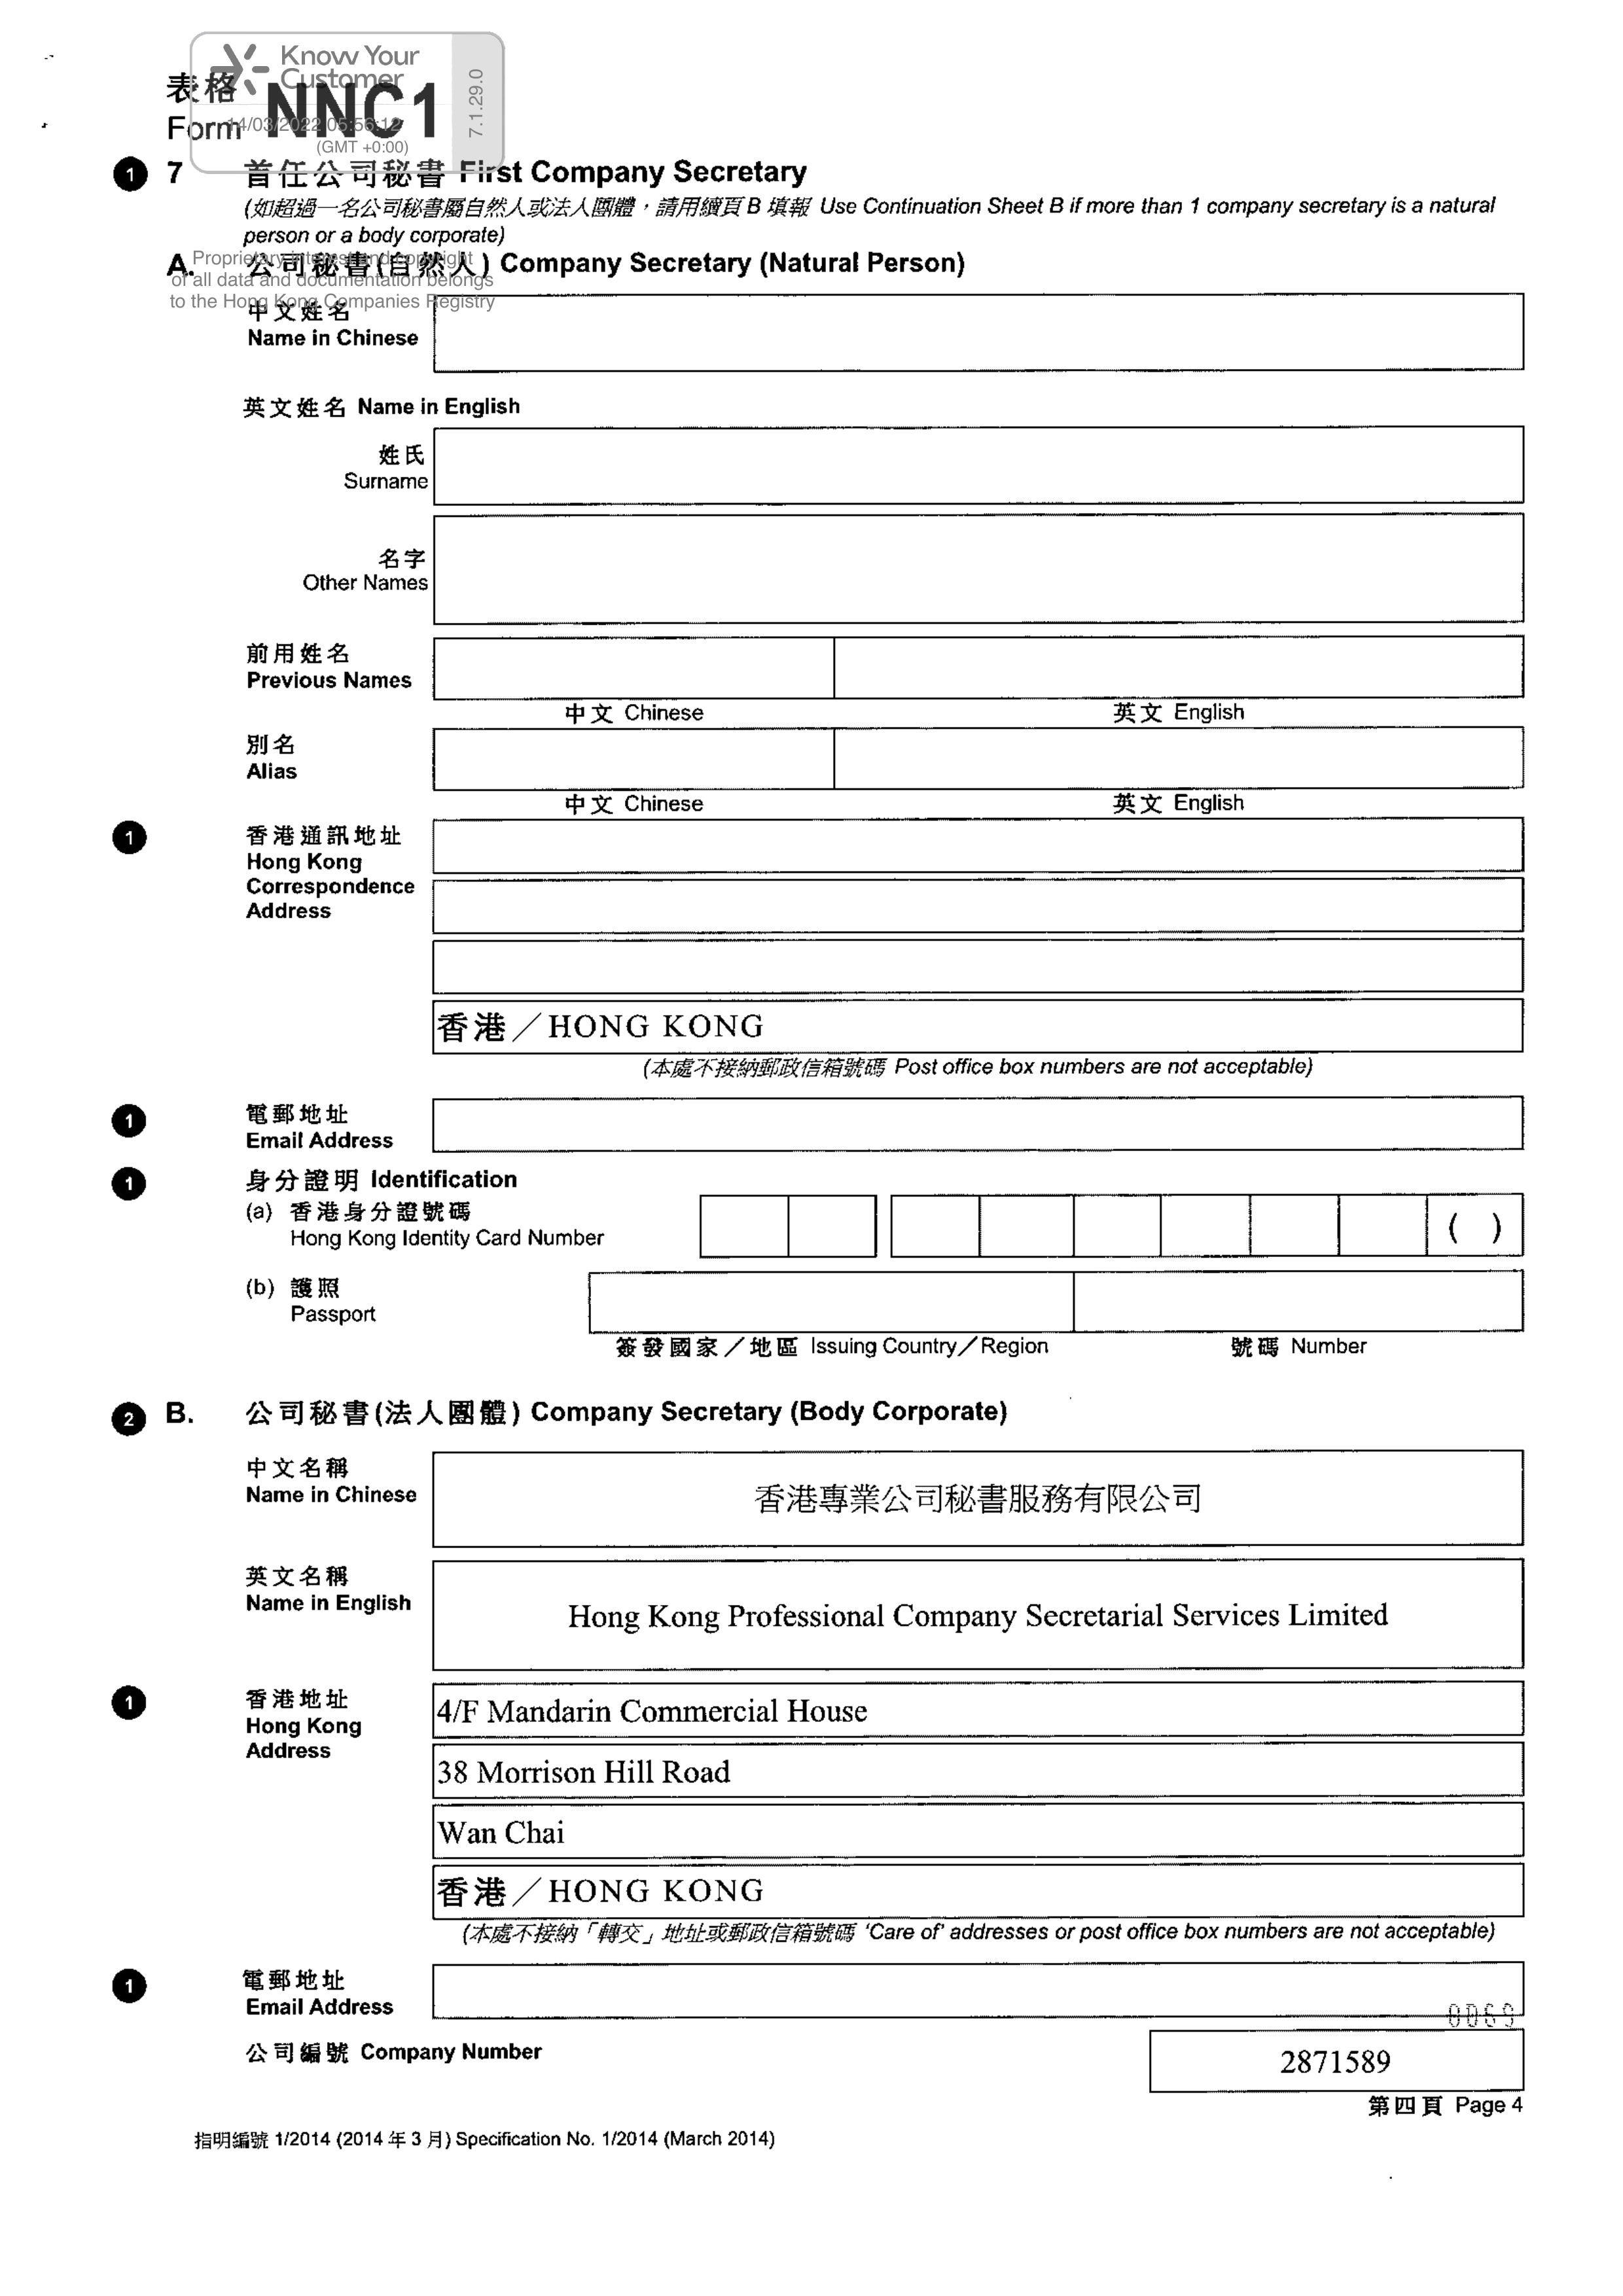 Know Your
Customer
14/03/2022 05:56:12
(GMT +0:00)
7.1.29.0
表格
Form NNC1
1 7 首任公司秘書 First Company Secretary
(如超過一名公司秘書屬自然人或法人團體，請用續頁 B 填報 Use Continuation Sheet B if more than 1 company secretary is a natural
person or a body corporate)
Proprietary interest and copyright
of all data and documentation belongs
to the Hong Kong Companies Registry
A. 公司秘書(自然人) Company Secretary (Natural Person)
中文姓名
Name in Chinese
英文姓名 Name in English
姓氏
Surname
名字
Other Names
前用姓名
Previous Names
中文 Chinese 英文 English
別名
Alias
中文 Chinese 英文 English
1 香港通訊地址
Hong Kong
Correspondence
Address
香港／HONG KONG
(本處不接納郵政信箱號碼 Post office box numbers are not acceptable)
1 電郵地址
Email Address
1 身分證明 Identification
(a) 香港身分證號碼
Hong Kong Identity Card Number
( )
(b) 護照
Passport
簽發國家／地區 Issuing Country／Region 號碼 Number
2 B. 公司秘書(法人團體) Company Secretary (Body Corporate)
中文名稱
Name in Chinese
香港專業公司秘書服務有限公司
英文名稱
Name in English
Hong Kong Professional Company Secretarial Services Limited
1 香港地址
Hong Kong
Address
4/F Mandarin Commercial House
38 Morrison Hill Road
Wan Chai
香港／HONG KONG
(本處不接納「轉交」地址或郵政信箱號碼 'Care of' addresses or post office box numbers are not acceptable)
1 電郵地址
Email Address
公司編號 Company Number
2871589
第四頁 Page 4
指明編號 1/2014 (2014 年 3 月) Specification No. 1/2014 (March 2014)